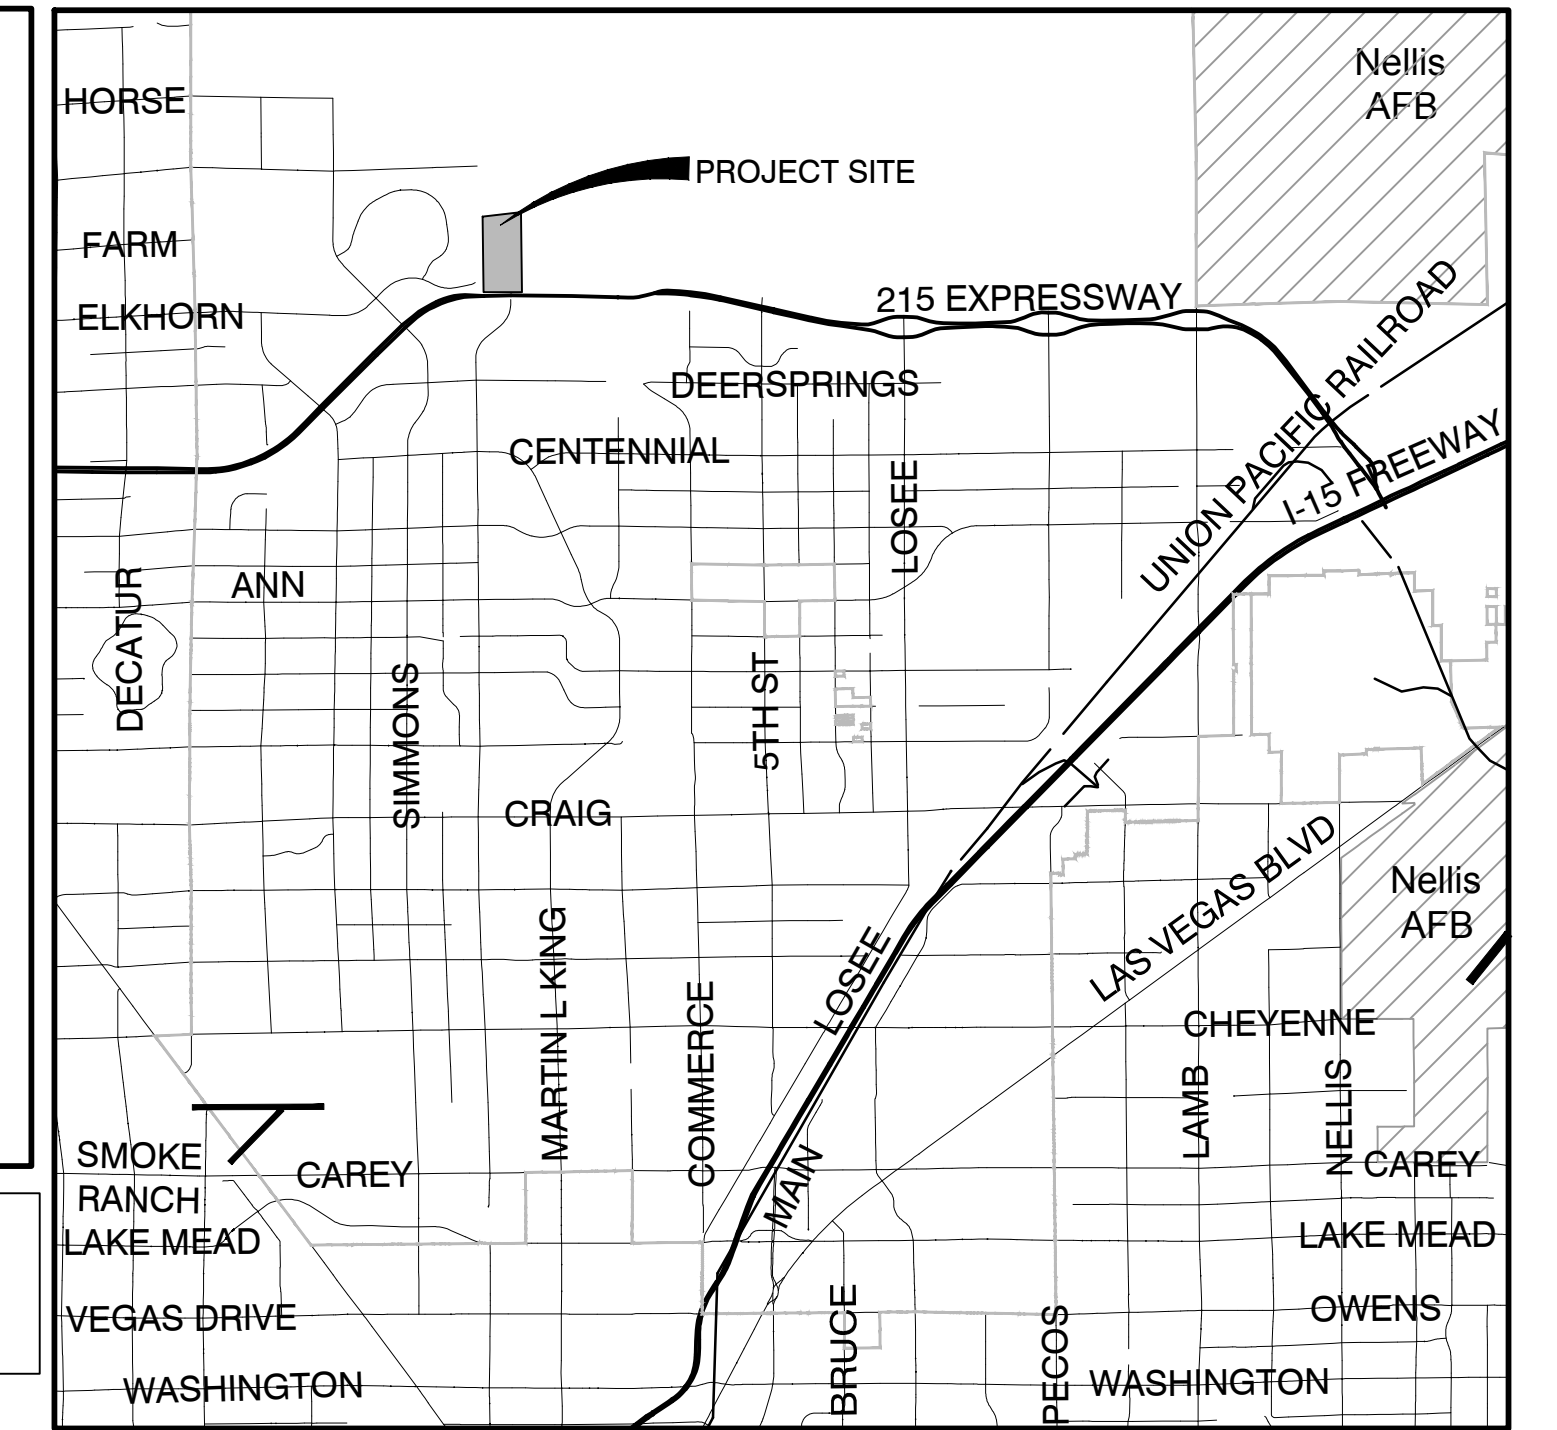 Nellis
AFB
HORSE
PROJECT SITE
FARM
ELKHORN
215 EXPRESSWAY
UNION PACIFIC RAILROAD
DEERSPRINGS
CENTENNIAL
I-15 FREEWAY
LOSEE
ANN
DECATUR
SIMMONS
5TH ST
CRAIG
LAS VEGAS BLVD
Nellis
AFB
MARTIN L KING
LOSEE
COMMERCE
CHEYENNE
LAMB
NELLIS
SMOKE
RANCH
CAREY
MAIN
CAREY
LAKE MEAD
LAKE MEAD
VEGAS DRIVE
BRUCE
PECOS
OWENS
WASHINGTON
WASHINGTON